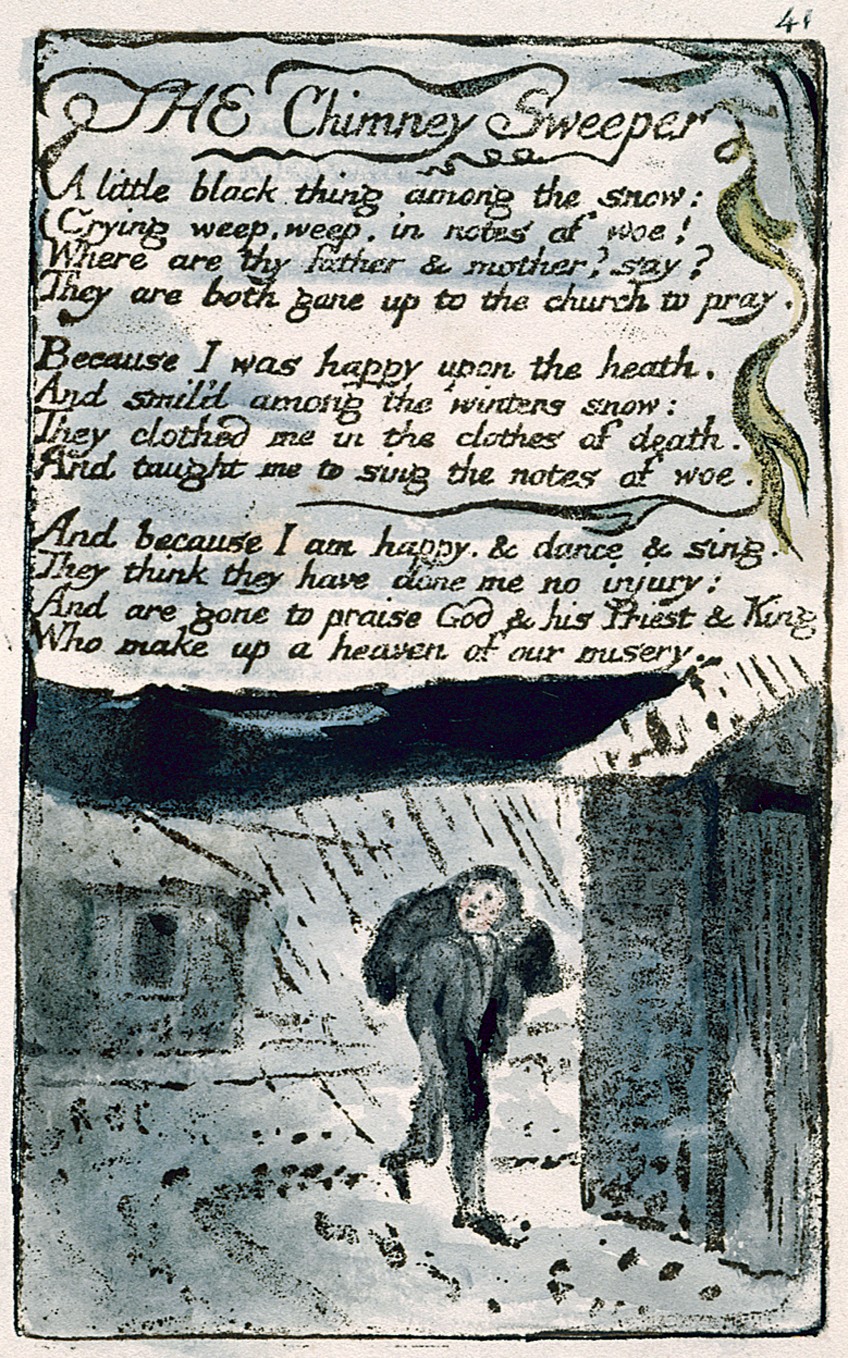 41
THE Chimney Sweeper
A little black thing among the snow:
Crying weep, weep, in notes of woe!
Where are thy father & mother? say?
They are both gone up to the church to pray.
Because I was happy upon the heath.
And smil'd among the winters snow:
They clothed me in the clothes of death.
And taught me to sing the notes of woe.
And because I am happy. & dance & sing.
They think they have done me no injury:
And are gone to praise God & his Priest & King
Who make up a heaven of our misery.